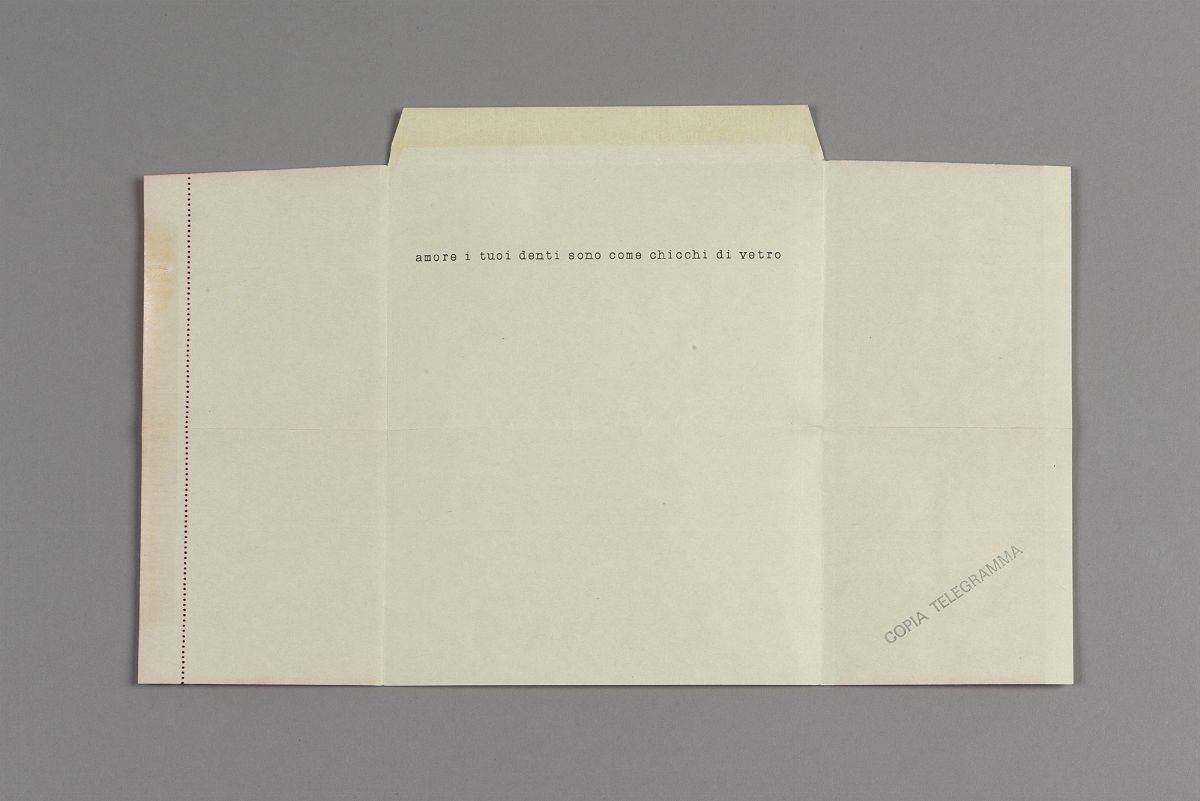 amore i tuoi denti sono come chicchi di vetro
COPIA TELEGRAMMA